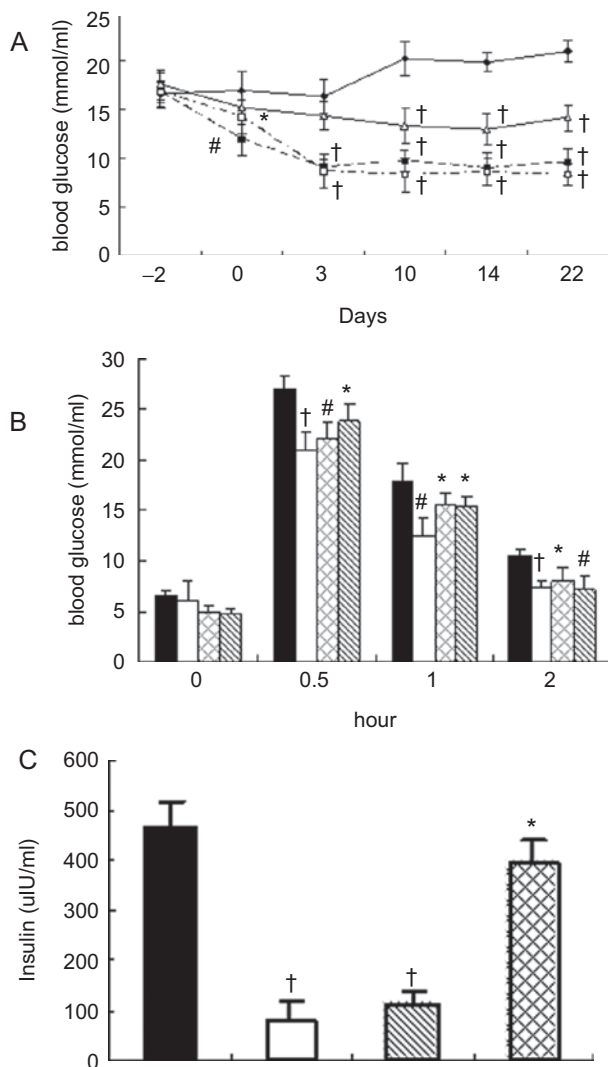 A
blood glucose (mmol/ml)
25
20
15
10
5
0
# * † † † † † † † † † † †
–2 0 3 10 14 22
Days
B
blood glucose (mmol/ml)
30
25
20
15
10
5
0
† # * # * * † * #
0 0.5 1 2
hour
C
Insulin (uIU/ml)
600
500
400
300
200
100
0
† † *